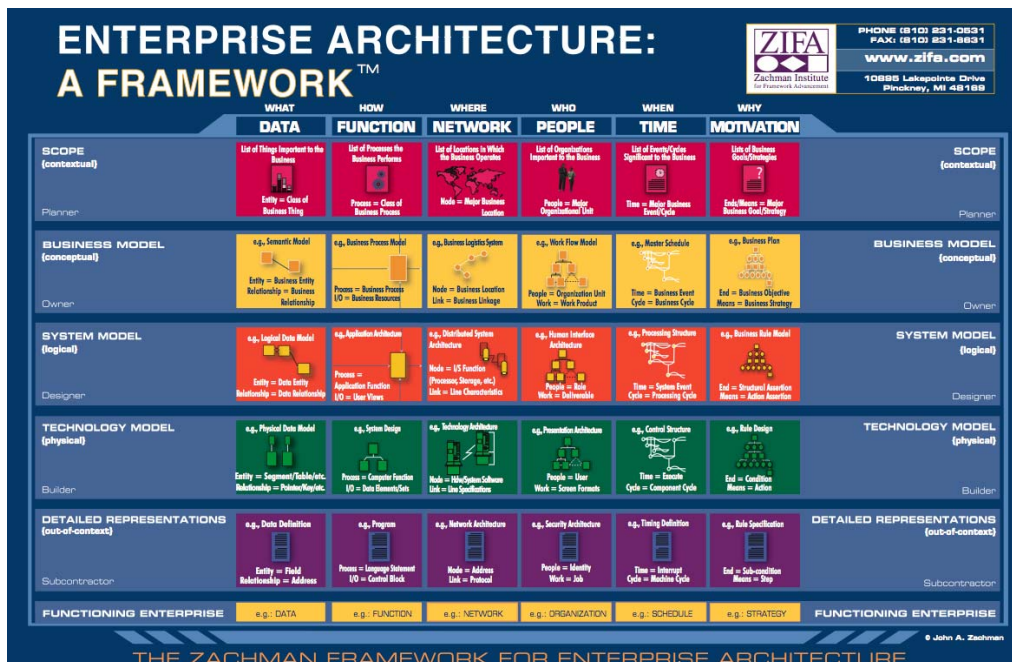 ENTERPRISE ARCHITECTURE:
A FRAMEWORK™
ZIFA
Zachman Institute
for Framework Advancement
PHONE (810) 231-0531
FAX: (810) 231-6631
www.zifa.com
10895 Lakepointe Drive
Pinckney, MI 48169
WHAT HOW WHERE WHO WHEN WHY
DATA FUNCTION NETWORK PEOPLE TIME MOTIVATION
SCOPE
(contextual)
Planner
List of Things Important to the
Business
Entity = Class of
Business Thing
List of Processes the
Business Performs
Process = Class of
Business Process
List of Locations In Which
the Business Operates
Node = Major Business
Location
List of Organizations
Important to the Business
People = Major
Organizational Unit
List of Events/Cycles
Significant to the Business
Time = Major Business
Event/Cycle
Lists of Business
Goals/Strategies
?
Ends/Means = Major
Business Goal/Strategy
SCOPE
(contextual)
Planner
BUSINESS MODEL
(conceptual)
Owner
e.g., Semantic Model
Entity = Business Entity
Relationship = Business
Relationship
e.g., Business Process Model
Process = Business Process
I/O = Business Resources
e.g., Business Logistics System
Node = Business Location
Link = Business Linkage
e.g., Work Flow Model
People = Organization Unit
Work = Work Product
e.g., Master Schedule
Time = Business Event
Cycle = Business Cycle
e.g., Business Plan
End = Business Objective
Means = Business Strategy
BUSINESS MODEL
(conceptual)
Owner
SYSTEM MODEL
(logical)
Designer
e.g., Logical Data Model
Entity = Data Entity
Relationship = Data Relationship
e.g., Application Architecture
Process =
Application Function
I/O = User Views
e.g., Distributed System
Architecture
Node = I/S Function
(Processor, Storage, etc.)
Link = Line Characteristics
e.g., Human Interface
Architecture
People = Role
Work = Deliverable
e.g., Processing Structure
Time = System Event
Cycle = Processing Cycle
e.g., Business Rule Model
End = Structural Assertion
Means = Action Assertion
SYSTEM MODEL
(logical)
Designer
TECHNOLOGY MODEL
(physical)
Builder
e.g., Physical Data Model
Entity = Segment/Table/etc.
Relationship = Pointer/Key/etc.
e.g., System Design
Process = Computer Function
I/O = Data Elements/Sets
e.g., Technology Architecture
Node = Hdw/System Software
Link = Line Specifications
e.g., Presentation Architecture
People = User
Work = Screen Formats
e.g., Control Structure
Time = Execute
Cycle = Component Cycle
e.g., Rule Design
End = Condition
Means = Action
TECHNOLOGY MODEL
(physical)
Builder
DETAILED REPRESENTATIONS
(out-of-context)
Subcontractor
e.g., Data Definition
Entity = Field
Relationship = Address
e.g., Program
Process = Language Statement
I/O = Control Block
e.g., Network Architecture
Node = Address
Link = Protocol
e.g., Security Architecture
People = Identity
Work = Job
e.g., Timing Definition
Time = Interrupt
Cycle = Machine Cycle
e.g., Rule Specification
End = Sub-condition
Means = Step
DETAILED REPRESENTATIONS
(out-of-context)
Subcontractor
FUNCTIONING ENTERPRISE
e.g.: DATA
e.g.: FUNCTION
e.g.: NETWORK
e.g.: ORGANIZATION
e.g.: SCHEDULE
e.g.: STRATEGY
FUNCTIONING ENTERPRISE
© John A. Zachman
THE ZACHMAN FRAMEWORK FOR ENTERPRISE ARCHITECTURE